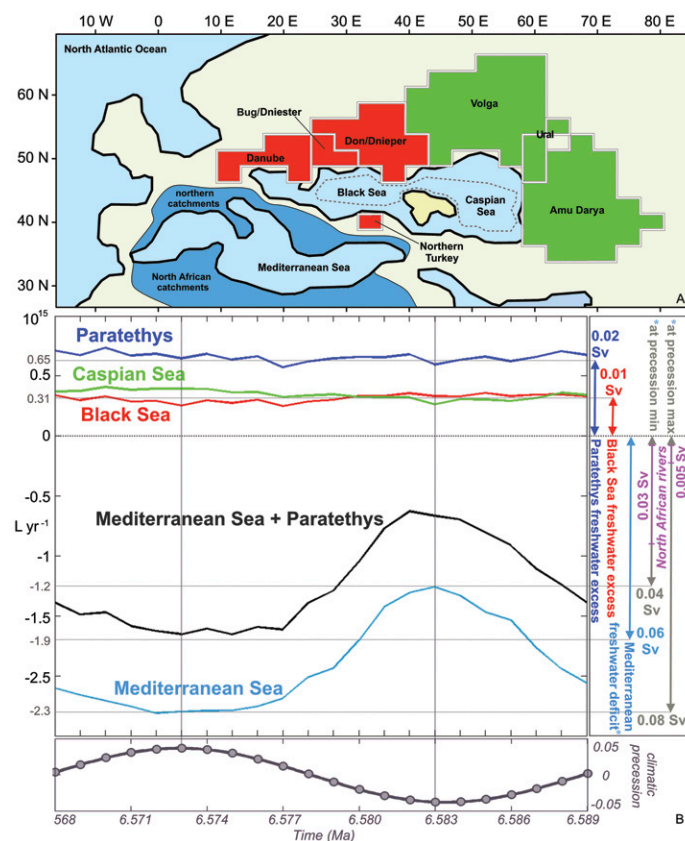 10 W 0 10 E 20 E 30 E 40 E 50 E 60 E 70 E 80 E
North Atlantic Ocean
60 N
50 N
40 N
30 N
Volga
Bug/Dniester
Don/Dnieper
Ural
Danube
Black Sea
Caspian
Sea
Amu Darya
northern
catchments
Northern
Turkey
Mediterranean Sea
North African
catchments
A
10¹⁵
Paratethys
0.65
0.5
Caspian Sea
0.31
Black Sea
0
-0.5
L yr⁻¹
Mediterranean Sea + Paratethys
-1
-1.2
-1.5
-1.9
-2.5
Mediterranean Sea
-2.3
0.02
Sv
0.01
Sv
*at precession min
*at precession max
Paratethys freshwater excess
Black Sea freshwater excess
Mediterranean
freshwater deficit*
0.03 Sv
North African rivers
0.005 Sv
0.04
Sv
0.06
Sv
0.08 Sv
0.05
0
-0.05
climatic
precession
568 6.571 6.574 6.577 6.580 6.583 6.586 6.589
Time (Ma)
B